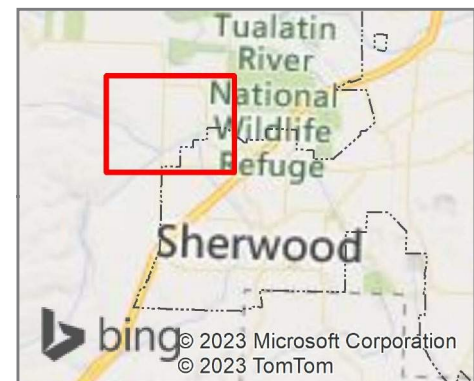 Tualatin
River
National
Wildlife
Refuge
Sherwood
bing
© 2023 Microsoft Corporation
© 2023 TomTom